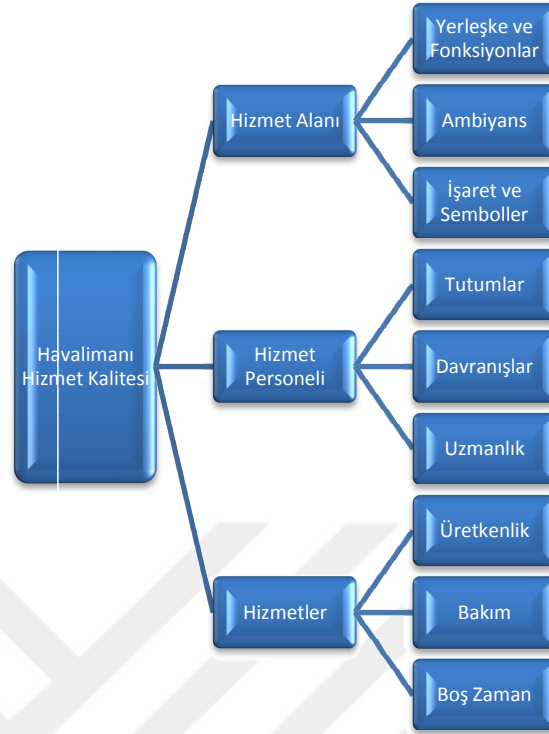 Havalimanı
Hizmet Kalitesi
Hizmet Alanı
Yerleşke ve
Fonksiyonlar
Ambiyans
İşaret ve
Semboller
Hizmet
Personeli
Tutumlar
Davranışlar
Uzmanlık
Hizmetler
Üretkenlik
Bakım
Boş Zaman